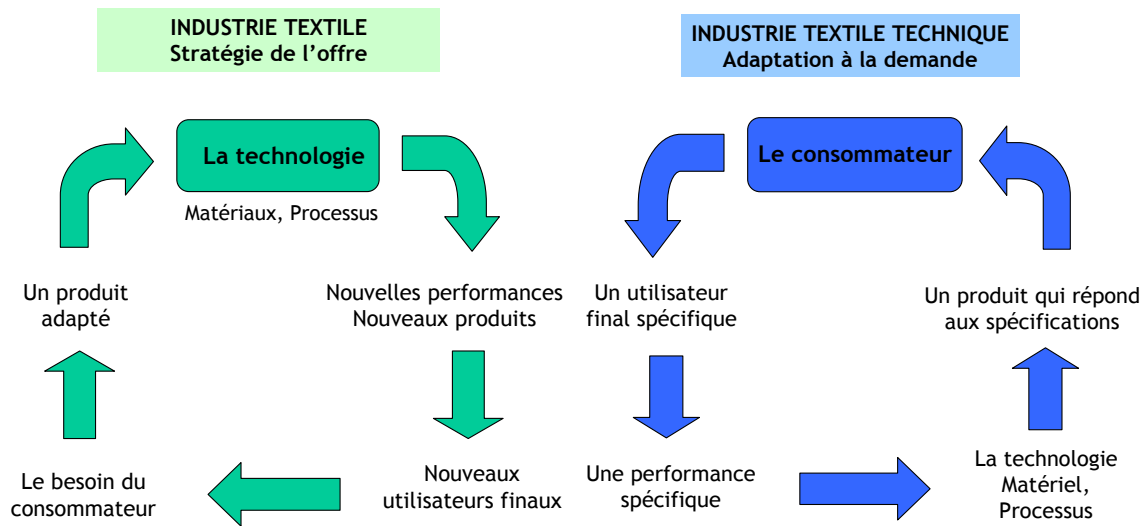 INDUSTRIE TEXTILE
Stratégie de l’offre
La technologie
Matériaux, Processus
Nouvelles performances
Nouveaux produits
Nouveaux
utilisateurs finaux
Le besoin du
consommateur
Un produit
adapté
INDUSTRIE TEXTILE TECHNIQUE
Adaptation à la demande
Le consommateur
Un utilisateur
final spécifique
Une performance
spécifique
La technologie
Matériel,
Processus
Un produit qui répond
aux spécifications